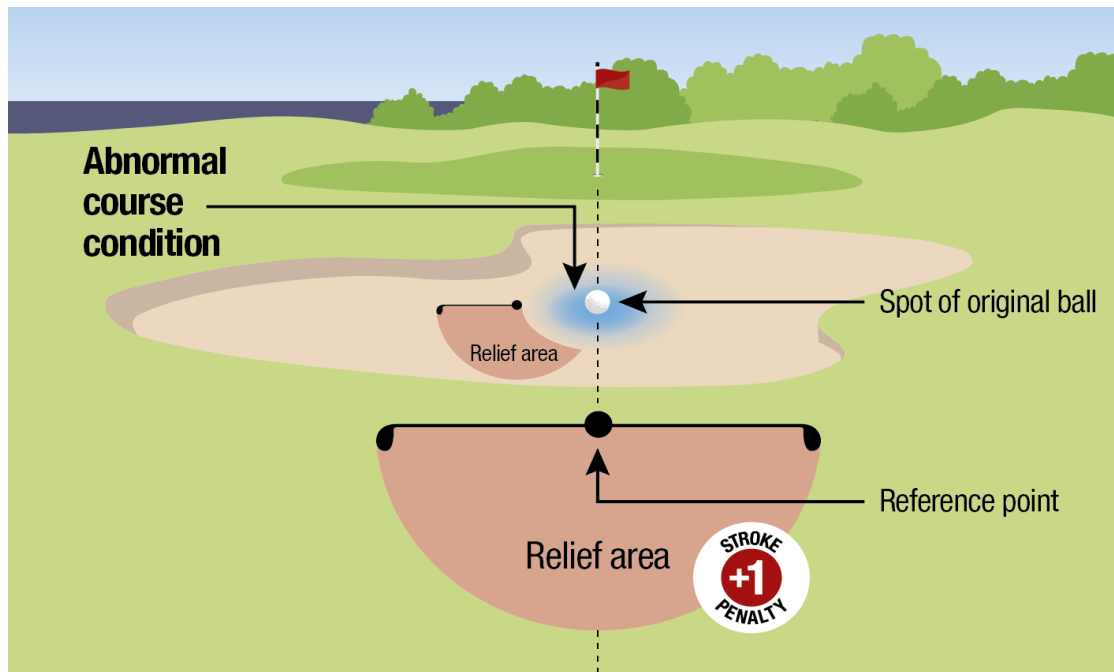 Abnormal
course
condition
Spot of original ball
Relief area
Reference point
Relief area
STROKE
+1
PENALTY